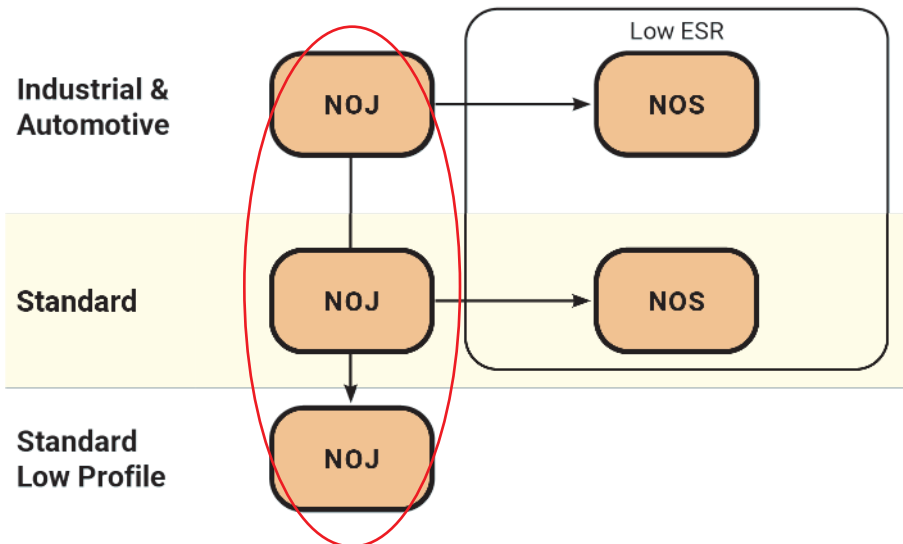 Low ESR
Industrial &
Automotive
NOJ
NOS
Standard
NOJ
NOS
Standard
Low Profile
NOJ